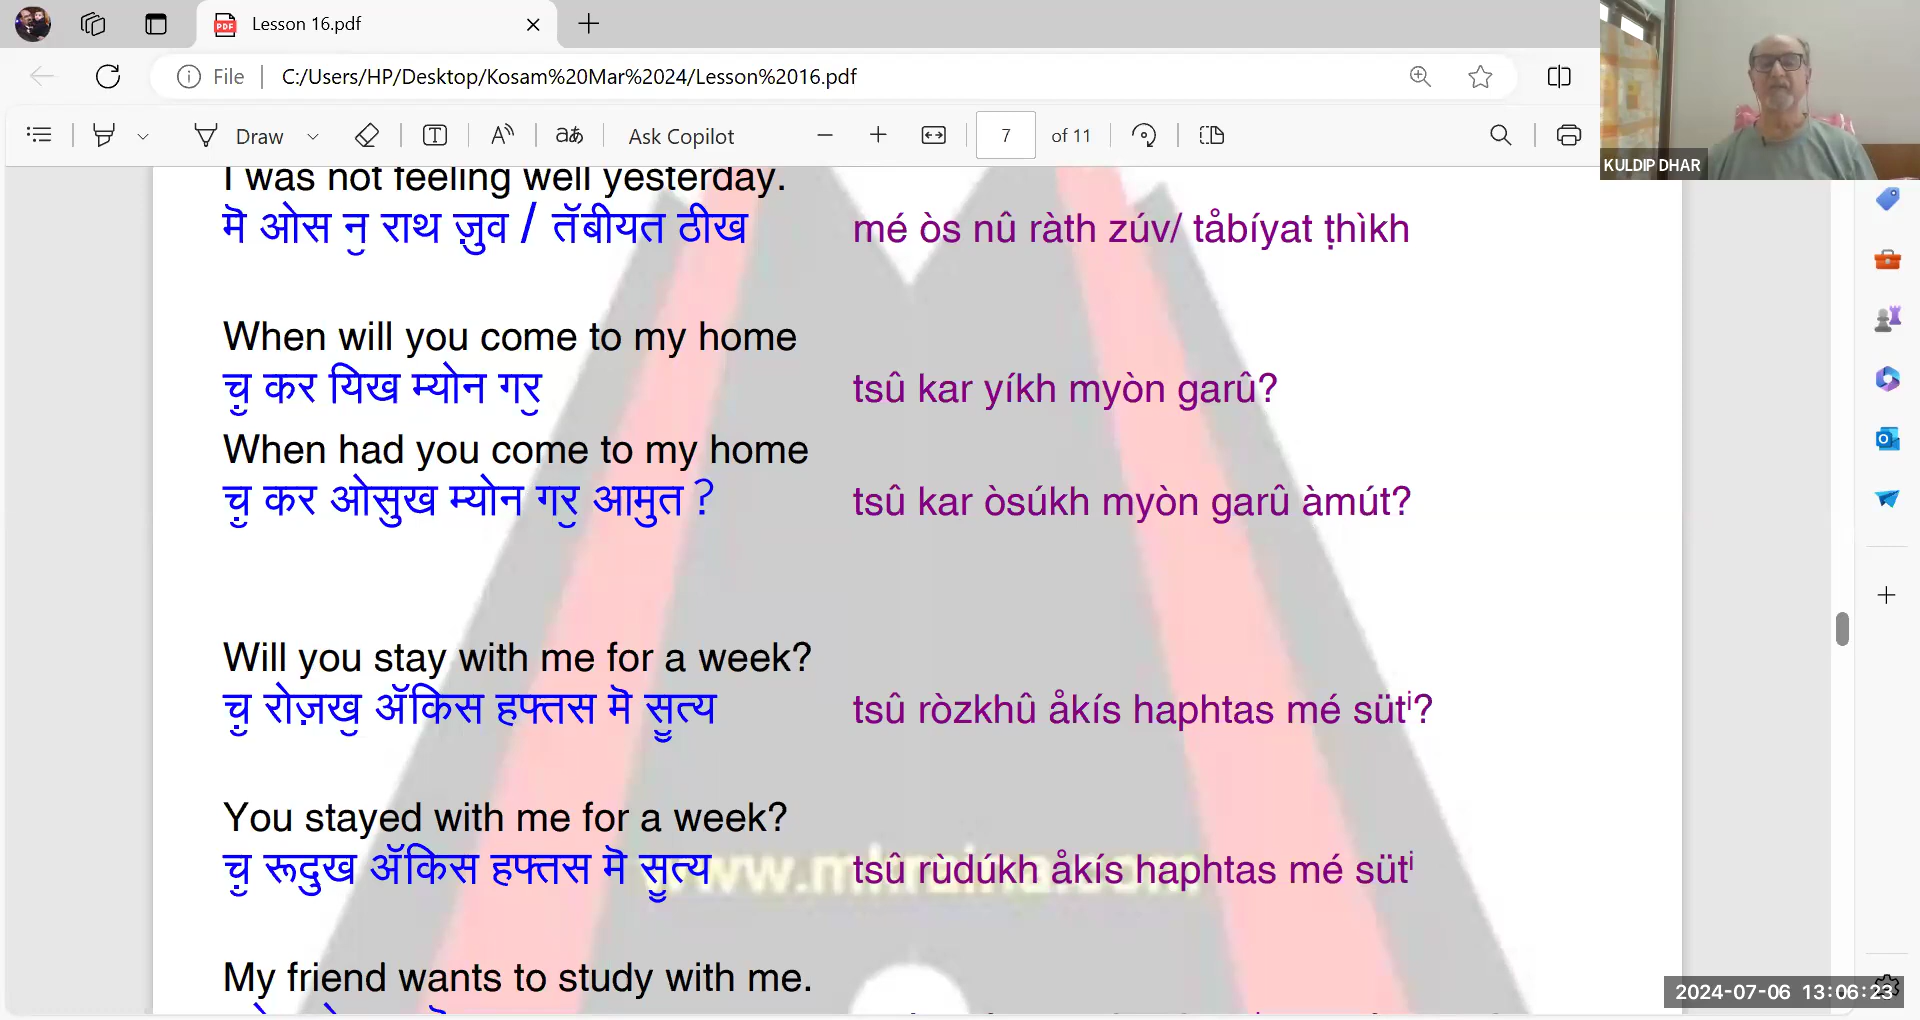 Lesson 16.pdf
File
C:/Users/HP/Desktop/Kosam%20Mar%2024/Lesson%2016.pdf
Draw
Ask Copilot
7 of 11
KULDIP DHAR
I was not feeling well yesterday.
मॆ ओस नॖ राथ ज़ुव / तॅबीयत ठीख mé òs nû ràth zúv/ tåbíyat ṭhìkh
When will you come to my home
च़ॖ कर यिख म्योन गरॖ tsû kar yíkh myòn garû?
When had you come to my home
च़ॖ कर ओसुख म्योन गरॖ आमुत ? tsû kar òsúkh myòn garû àmút?
Will you stay with me for a week?
च़ॖ रोज़खॖ अ‍ॅकिस हफ्तस मॆ सॗत्य tsû ròzkhû åkís haphtas mé sütⁱ?
You stayed with me for a week?
च़ॖ रूदुख अ‍ॅकिस हफ्तस मॆ सॗत्य tsû rùdúkh åkís haphtas mé sütⁱ
My friend wants to study with me.
2024-07-06 13:06:23